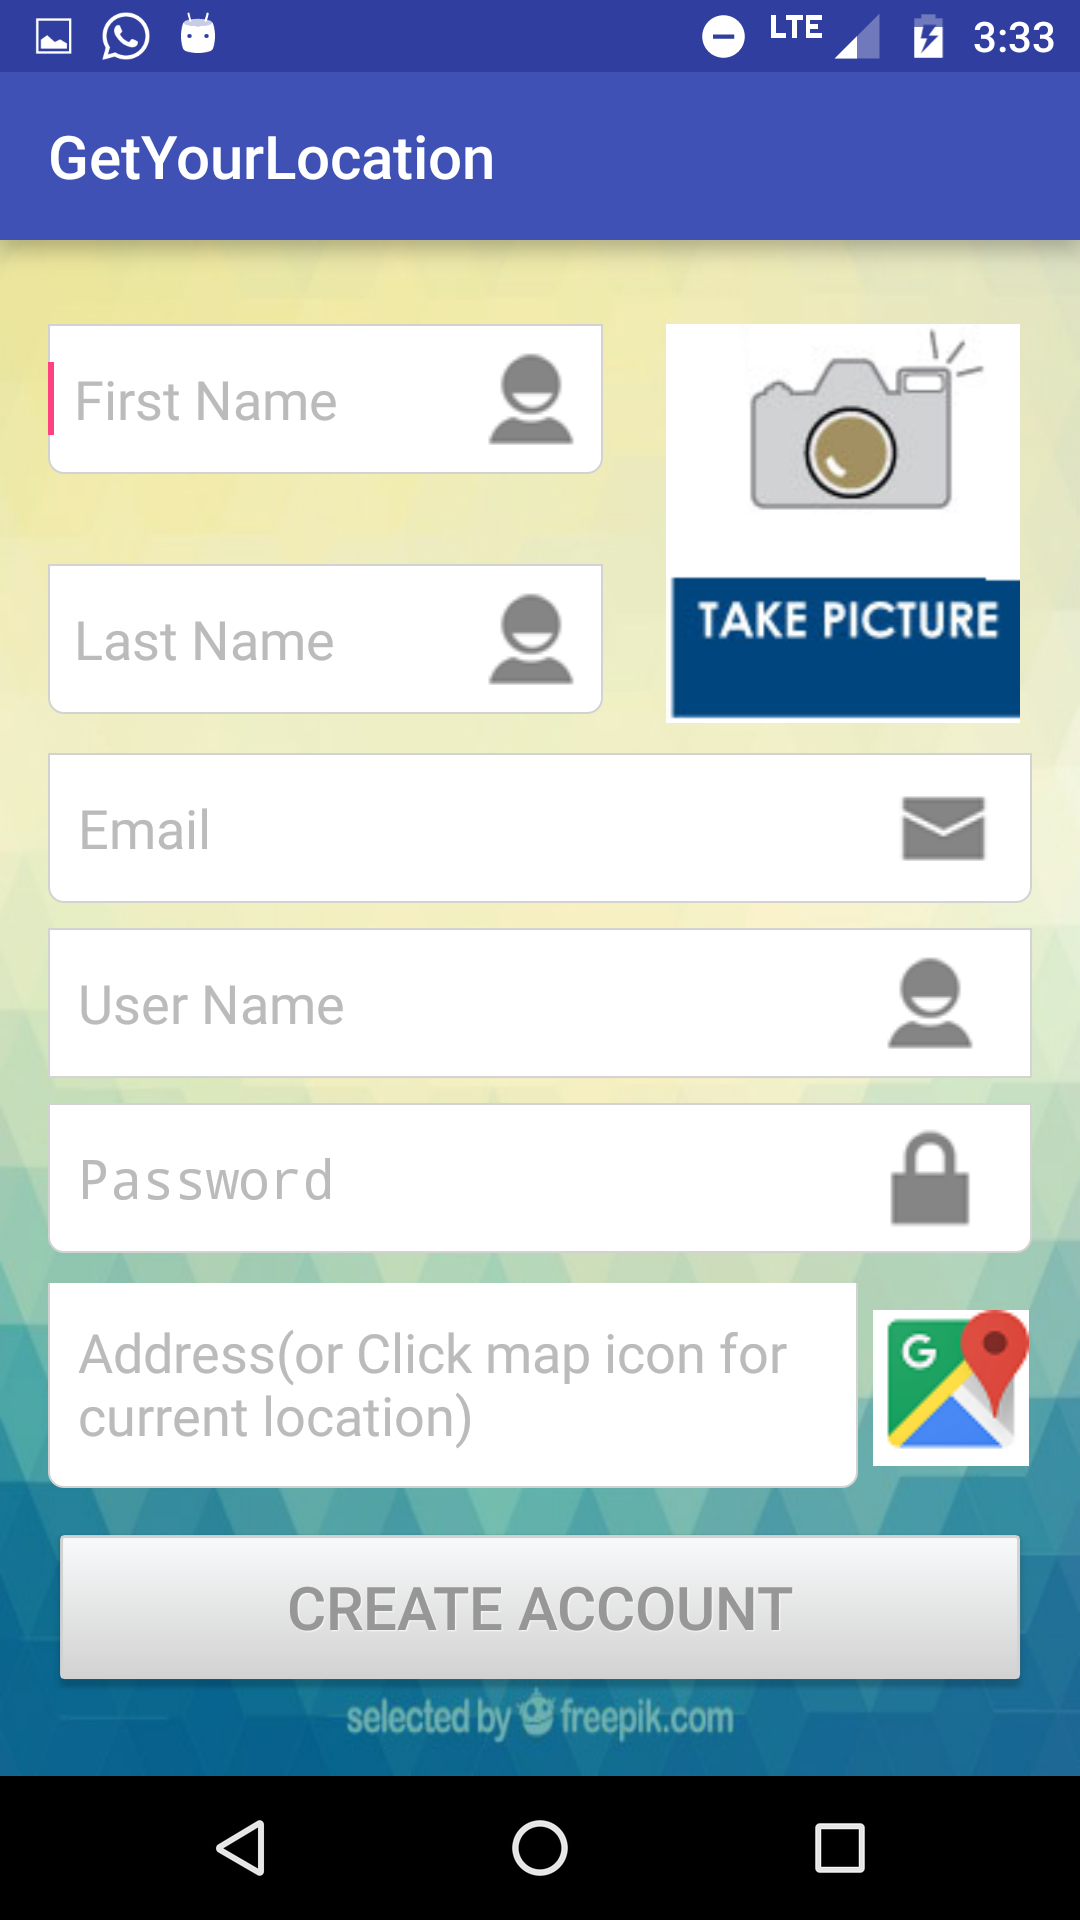 LTE 3:33
GetYourLocation
First Name
TAKE PICTURE
Last Name
Email
User Name
Password
Address(or Click map icon for
current location)
G
CREATE ACCOUNT
selected by freepik.com